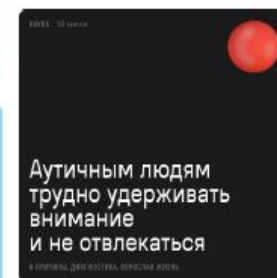 Аутичным людям
трудно удерживать
внимание
и не отвлекаться